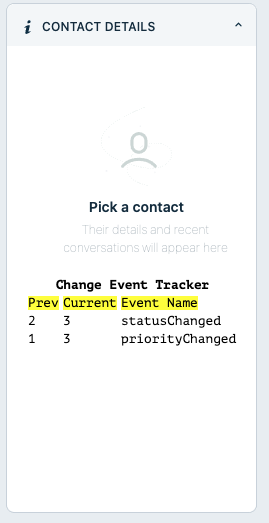 CONTACT DETAILS
Pick a contact
Their details and recent
conversations will appear here
Change Event Tracker
Prev Current Event Name
2 3 statusChanged
1 3 priorityChanged